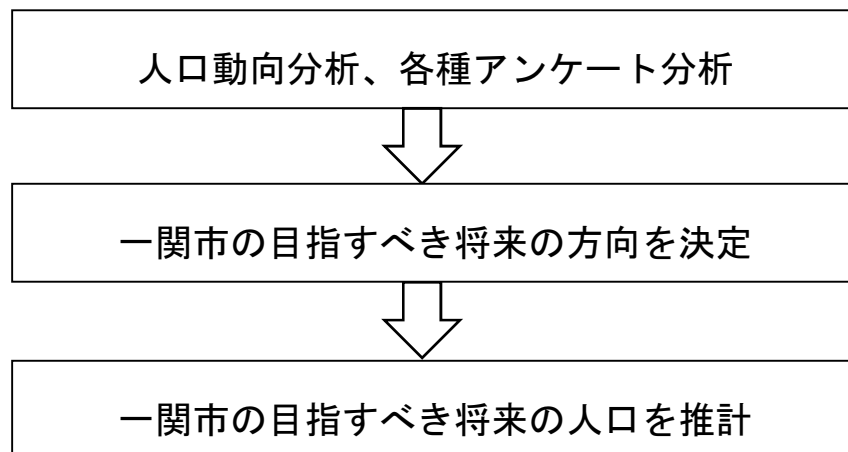 人口動向分析、各種アンケート分析
一関市の目指すべき将来の方向を決定
一関市の目指すべき将来の人口を推計